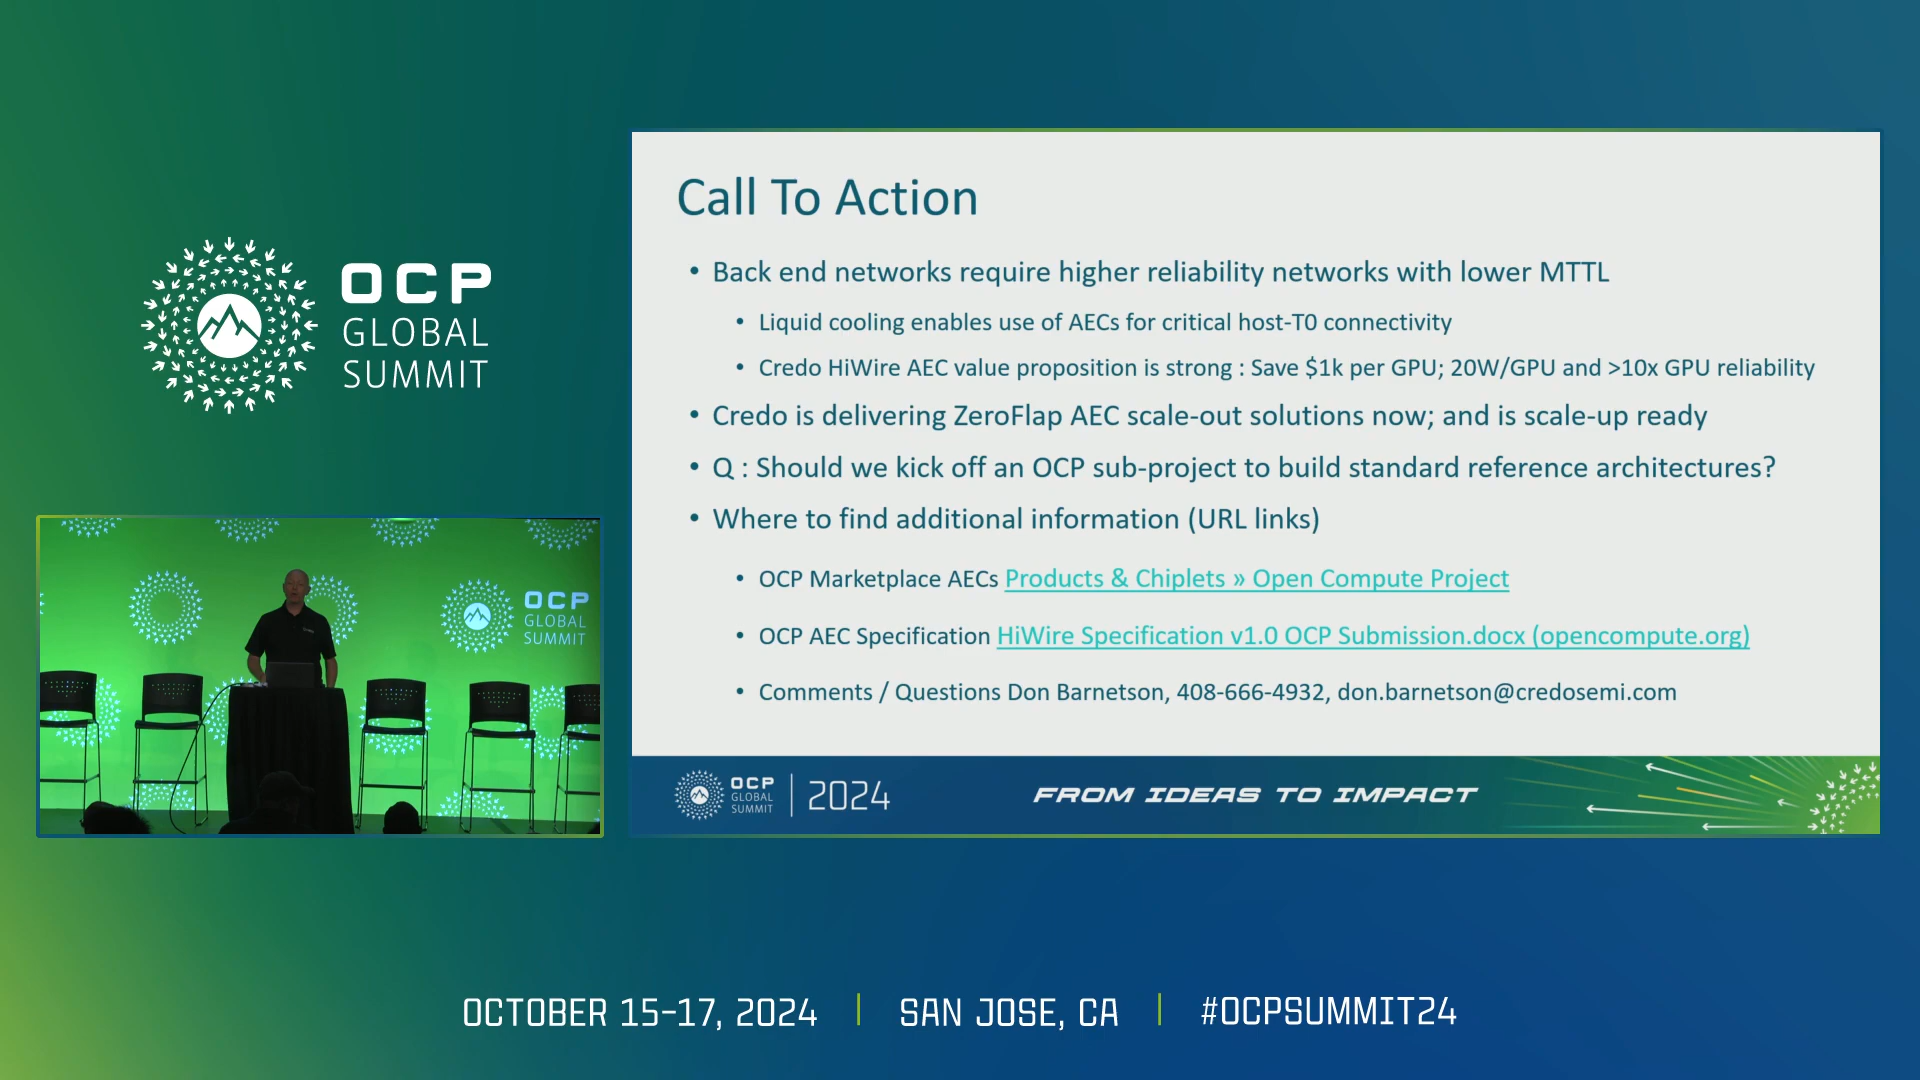 OCP
GLOBAL
SUMMIT
OCP
GLOBAL
SUMMIT
Call To Action
• Back end networks require higher reliability networks with lower MTTL
• Liquid cooling enables use of AECs for critical host-T0 connectivity
• Credo HiWire AEC value proposition is strong : Save $1k per GPU; 20W/GPU and >10x GPU reliability
• Credo is delivering ZeroFlap AEC scale-out solutions now; and is scale-up ready
• Q : Should we kick off an OCP sub-project to build standard reference architectures?
• Where to find additional information (URL links)
• OCP Marketplace AECs Products & Chiplets » Open Compute Project
• OCP AEC Specification HiWire Specification v1.0 OCP Submission.docx (opencompute.org)
• Comments / Questions Don Barnetson, 408-666-4932, don.barnetson@credosemi.com
OCP
GLOBAL
SUMMIT
2024
FROM IDEAS TO IMPACT
OCTOBER 15-17, 2024 | SAN JOSE, CA | #OCPSUMMIT24